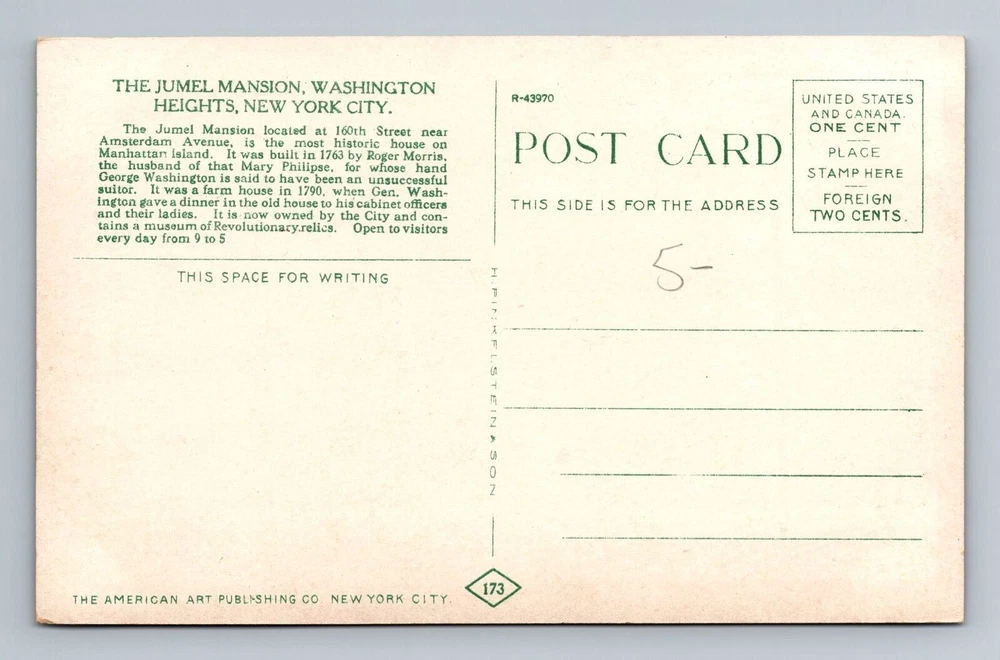 THE JUMEL MANSION, WASHINGTON
HEIGHTS, NEW YORK CITY.
The Jumel Mansion located at 160th Street near
Amsterdam Avenue, is the most historic house on
Manhattan Island. It was built in 1763 by Roger Morris,
the husband of that Mary Philipse, for whose hand
George Washington is said to have been an unsuccessful
suitor. It was a farm house in 1790, when Gen. Wash-
ington gave a dinner in the old house to his cabinet officers
and their ladies. It is now owned by the City and con-
tains a museum of Revolutionary.relics. Open to visitors
every day from 9 to 5
THIS SPACE FOR WRITING
H. FINKELSTEIN & SON
R-43970
POST CARD
THIS SIDE IS FOR THE ADDRESS
UNITED STATES
AND CANADA.
ONE CENT
PLACE
STAMP HERE
FOREIGN
TWO CENTS.
5-
THE AMERICAN ART PUBLISHING CO NEW YORK CITY.
173